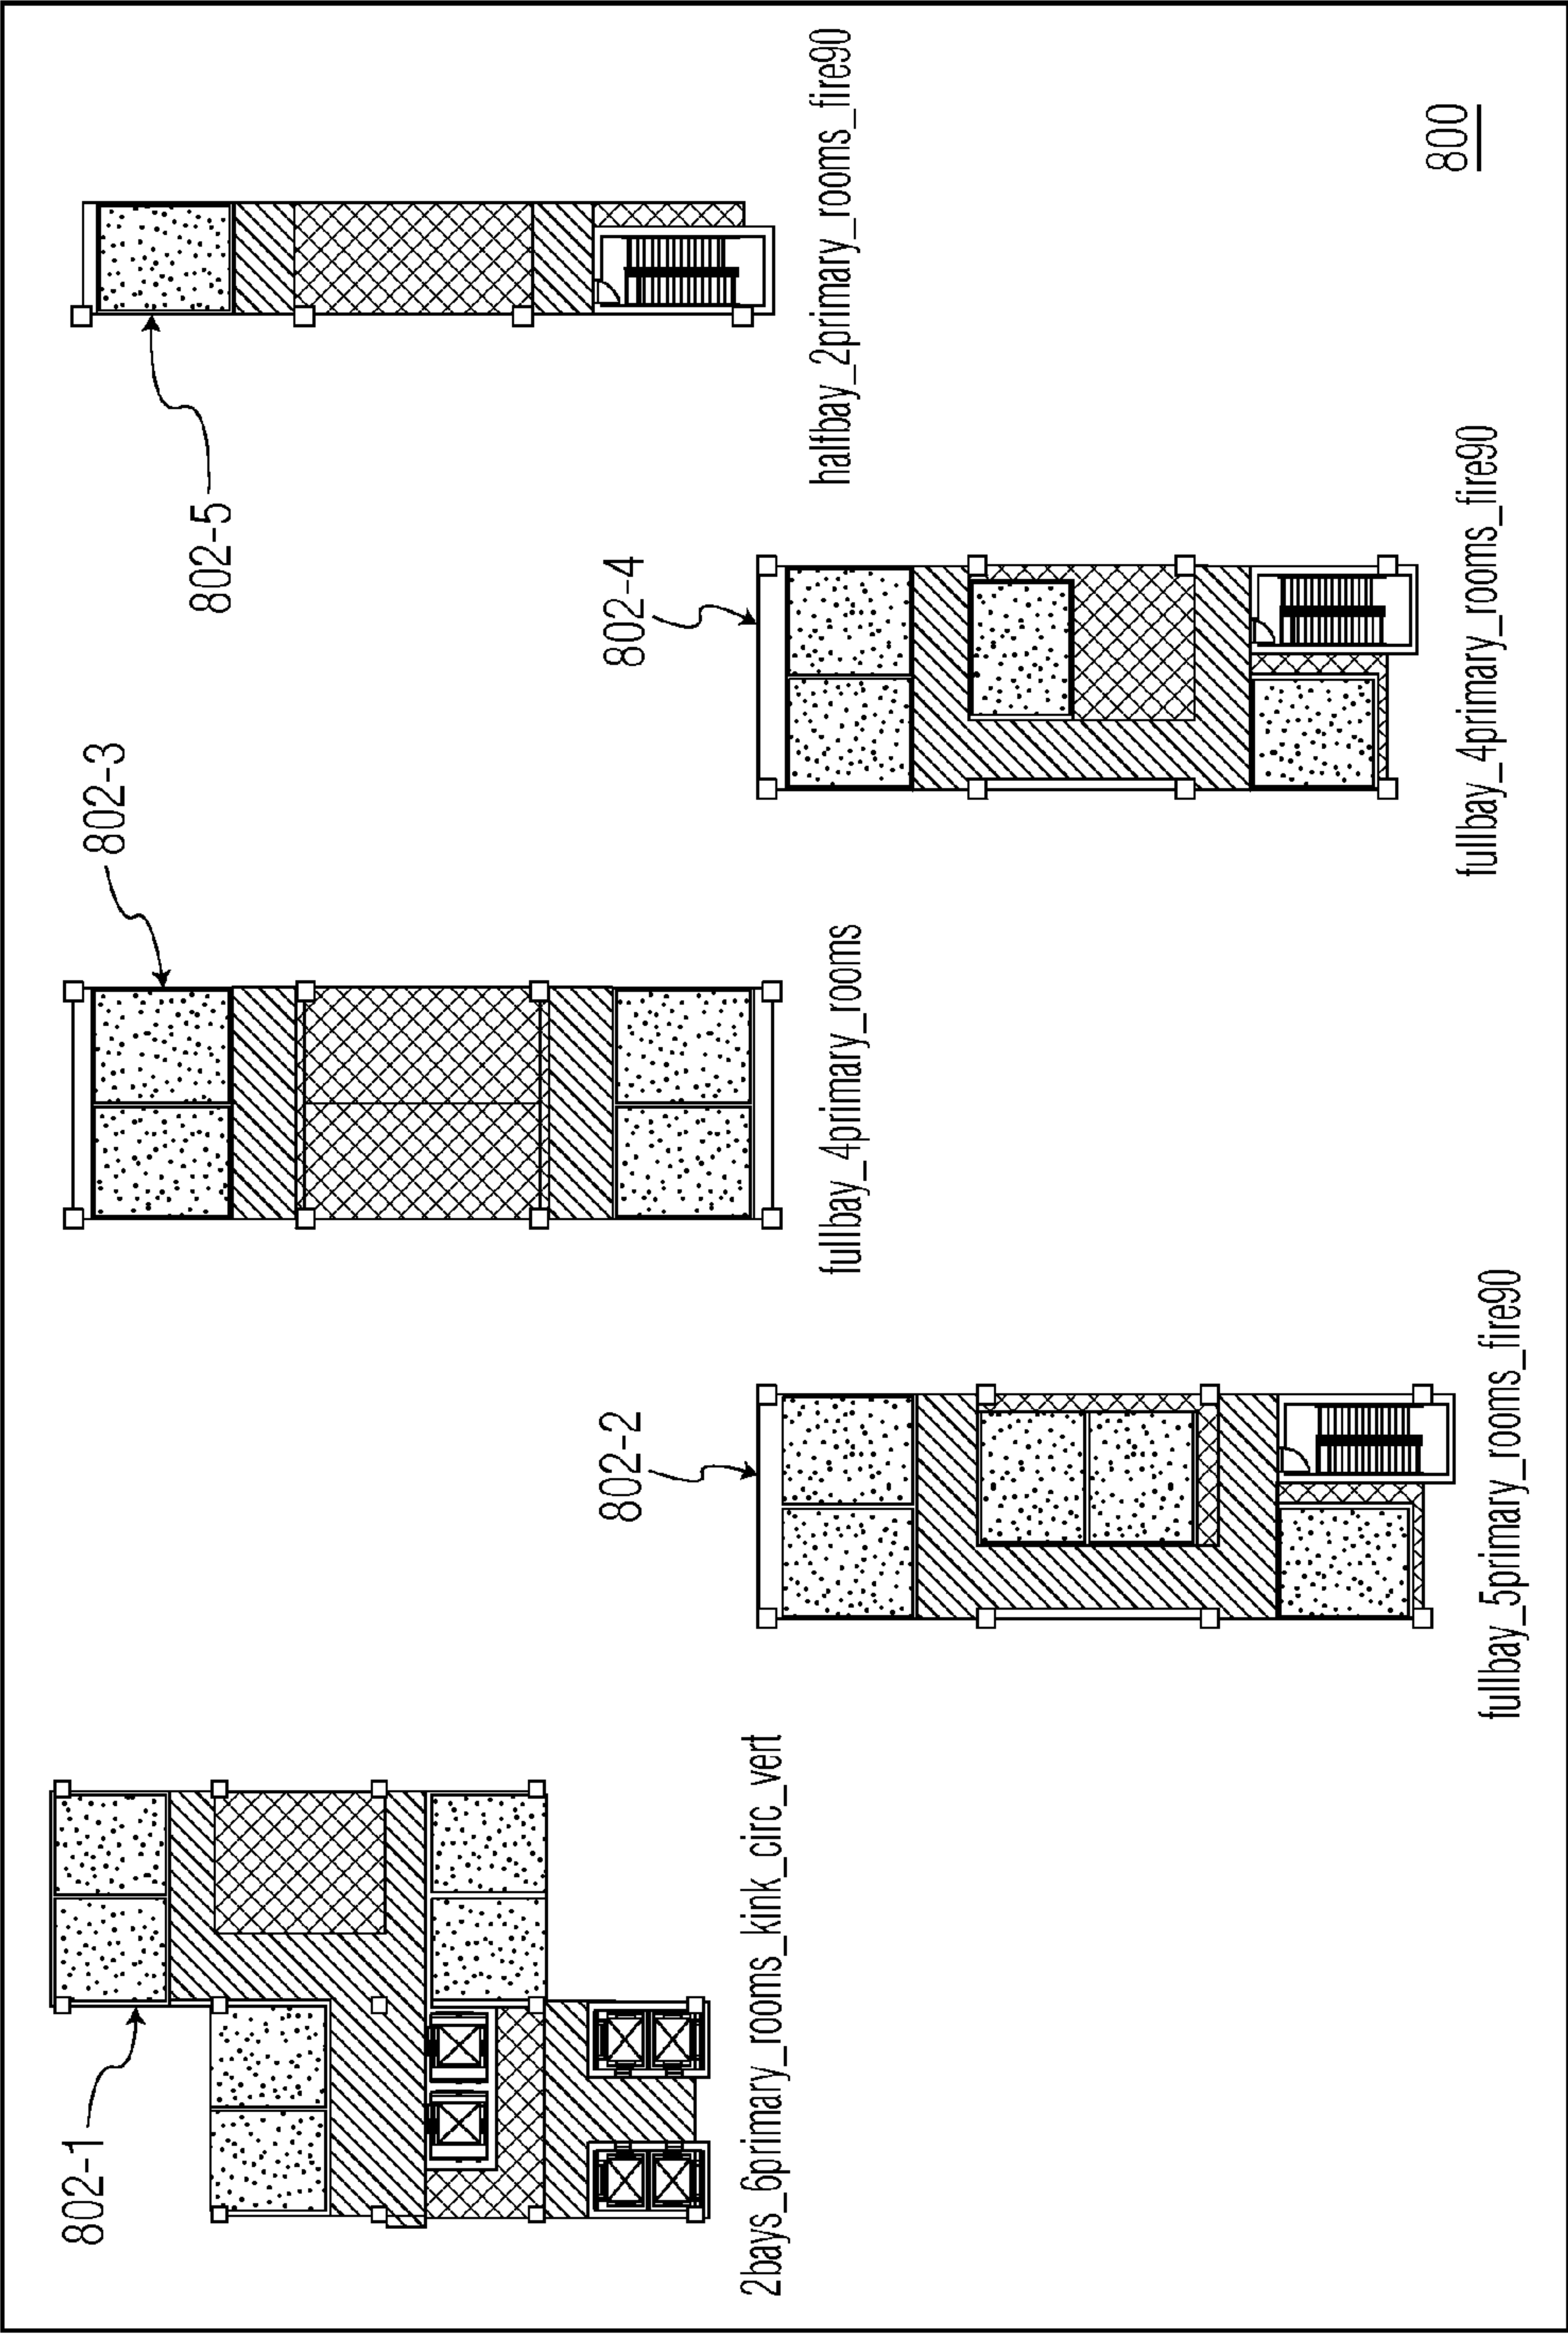 802-1
2bays_6primary_rooms_kink_circ_vert
802-2
fullbay_5primary_rooms_fire90
802-3
fullbay_4primary_rooms
802-4
fullbay_4primary_rooms_fire90
802-5
halfbay_2primary_rooms_fire90
800